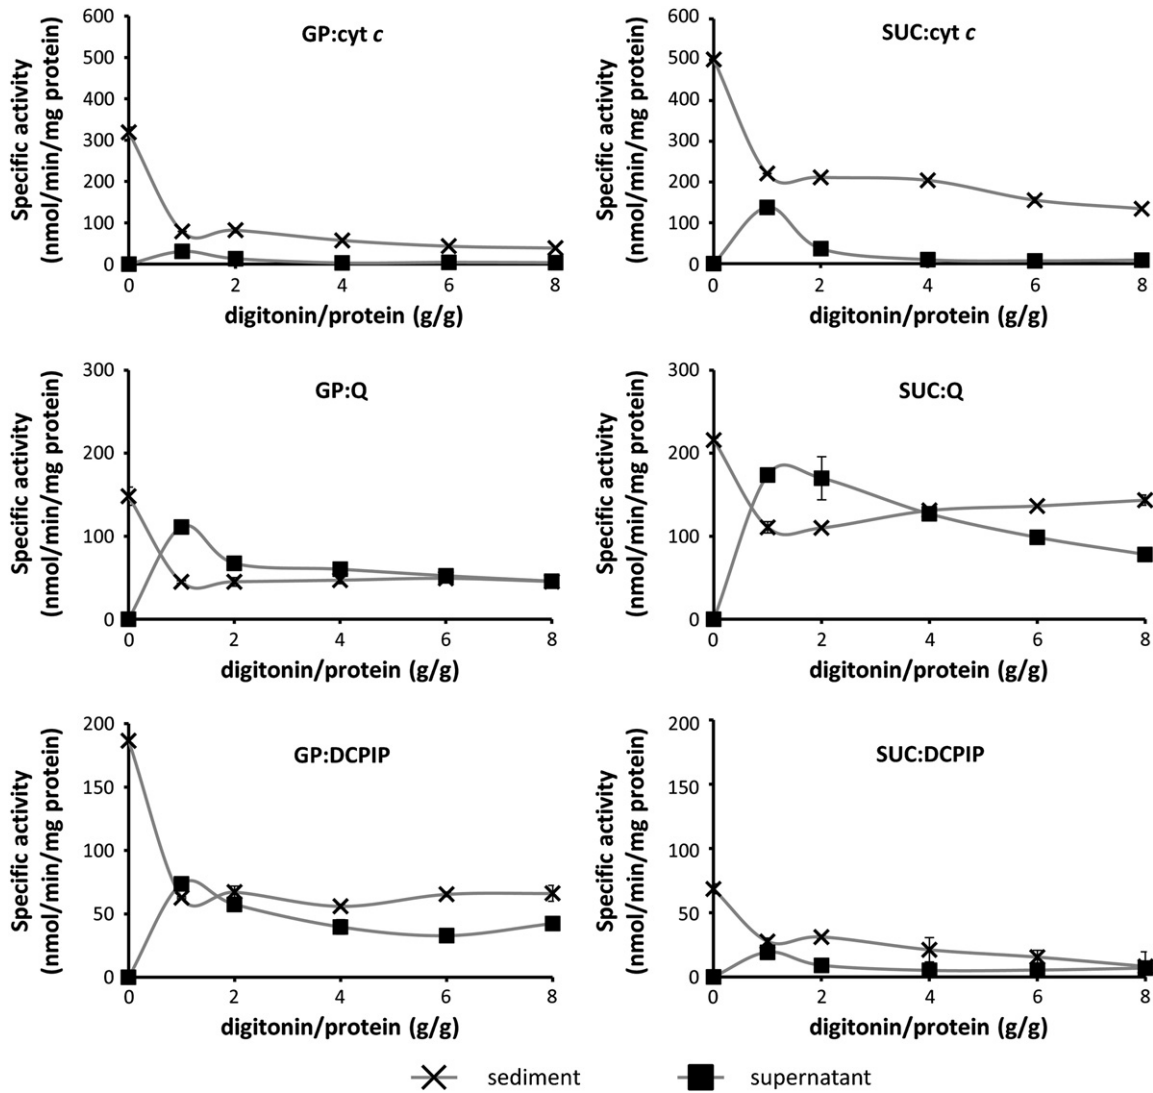 GP:cyt c
Specific activity
(nmol/min/mg protein)
600
500
400
300
200
100
0
0 2 4 6 8
digitonin/protein (g/g)
SUC:cyt c
Specific activity
(nmol/min/mg protein)
600
500
400
300
200
100
0
0 2 4 6 8
digitonin/protein (g/g)
GP:Q
Specific activity
(nmol/min/mg protein)
300
200
100
0
0 2 4 6 8
digitonin/protein (g/g)
SUC:Q
Specific activity
(nmol/min/mg protein)
300
200
100
0
0 2 4 6 8
digitonin/protein (g/g)
GP:DCPIP
Specific activity
(nmol/min/mg protein)
200
150
100
50
0
0 2 4 6 8
digitonin/protein (g/g)
SUC:DCPIP
Specific activity
(nmol/min/mg protein)
200
150
100
50
0
0 2 4 6 8
digitonin/protein (g/g)
sediment supernatant